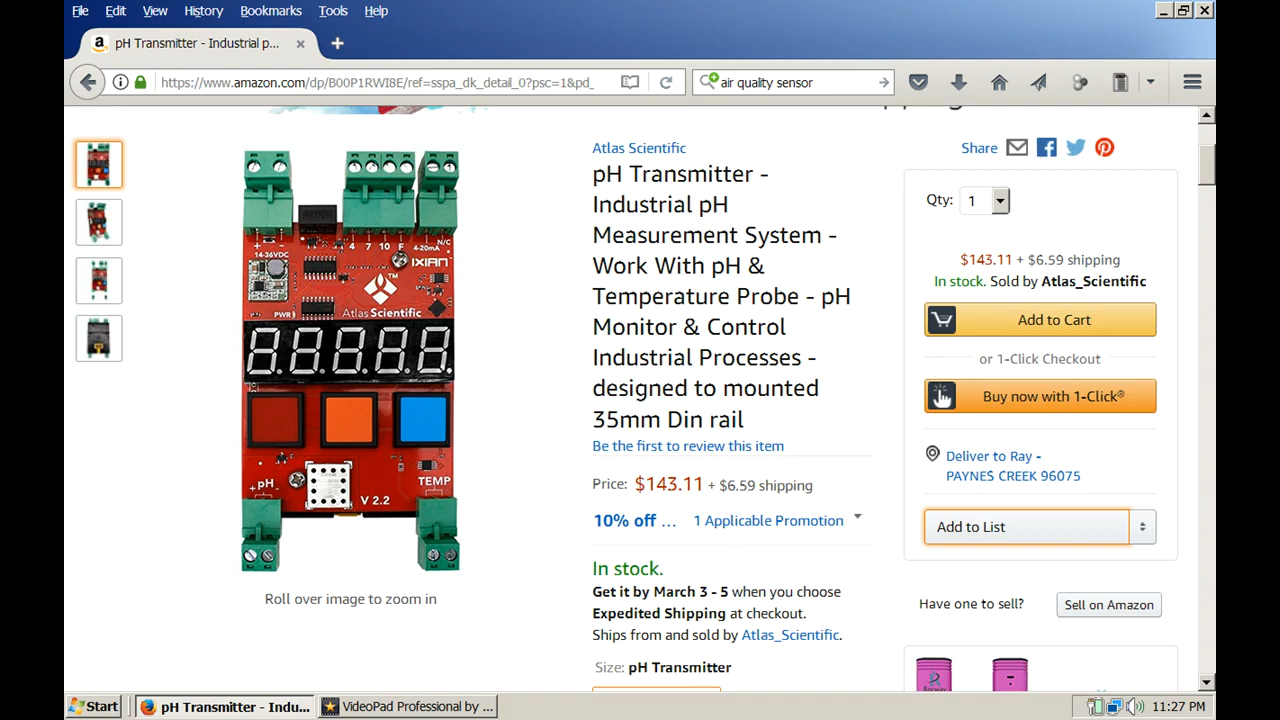 File Edit View History Bookmarks Tools Help
pH Transmitter - Industrial p...
https://www.amazon.com/dp/B00P1RWI8E/ref=sspa_dk_detail_0?psc=1&pd_
air quality sensor
Atlas Scientific
pH Transmitter -
Industrial pH
Measurement System -
Work With pH &
Temperature Probe - pH
Monitor & Control
Industrial Processes -
designed to mounted
35mm Din rail
Be the first to review this item
Price: $143.11 + $6.59 shipping
10% off ... 1 Applicable Promotion
In stock.
Get it by March 3 - 5 when you choose
Expedited Shipping at checkout.
Ships from and sold by Atlas_Scientific.
Size: pH Transmitter
+ -
4 7 10 F
4-20mA
N/C
14-36VDC
IXIAN
TM
PWR
Atlas Scientific
8.8.8.8.8.
+ pH -
TEMP
V 2.2
Roll over image to zoom in
Share
Qty: 1
$143.11 + $6.59 shipping
In stock. Sold by Atlas_Scientific
Add to Cart
or 1-Click Checkout
Buy now with 1-Click®
Deliver to Ray -
PAYNES CREEK 96075
Add to List
Have one to sell? Sell on Amazon
Start
pH Transmitter - Indu...
VideoPad Professional by ...
11:27 PM